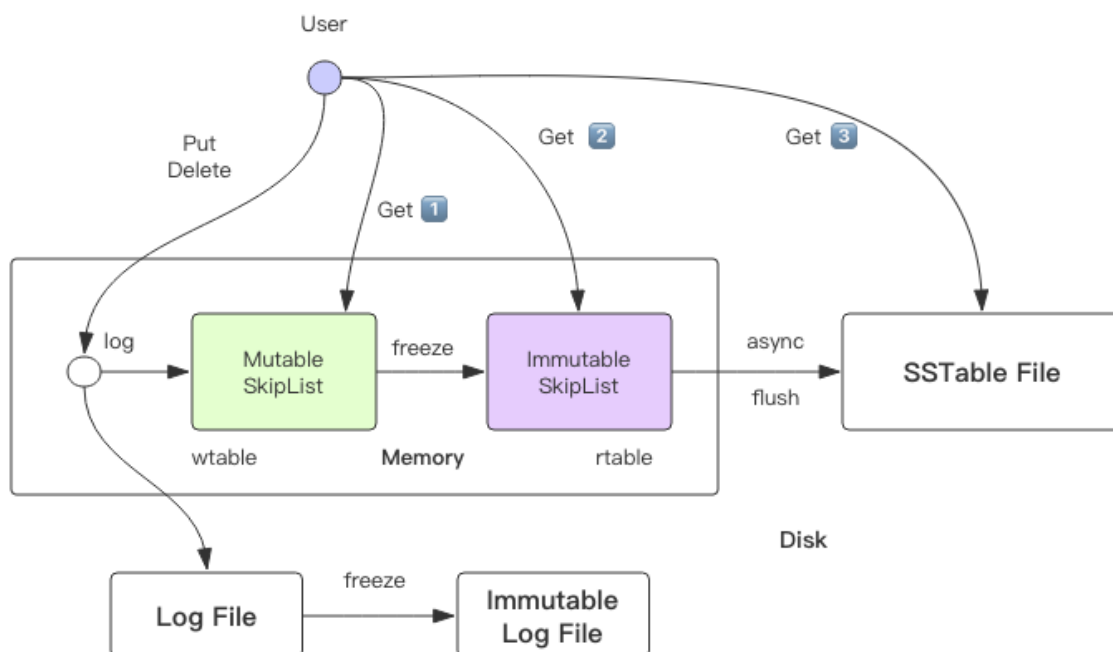 User
Put
Delete
Get 1
Get 2
Get 3
log
Mutable
SkipList
freeze
Immutable
SkipList
async
flush
SSTable File
wtable
Memory
rtable
Disk
Log File
freeze
Immutable
Log File